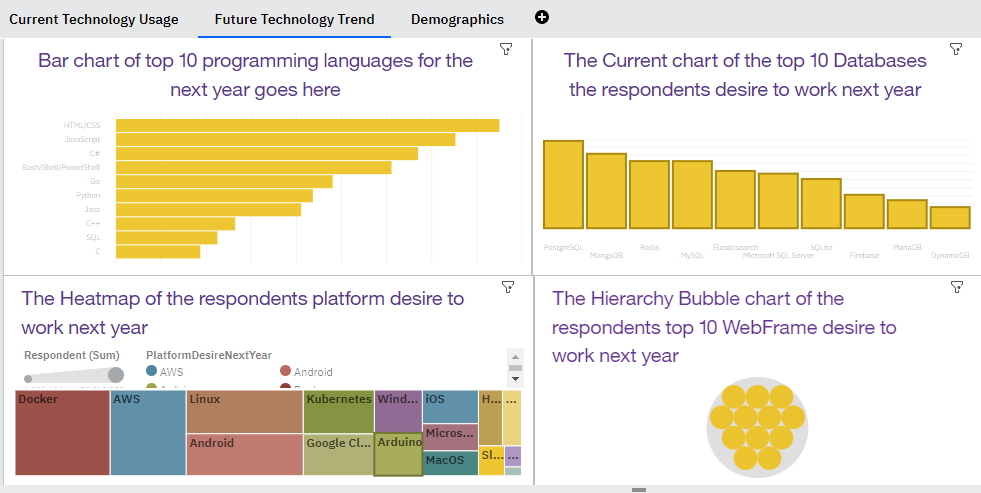 Current Technology Usage
Future Technology Trend
Demographics
Bar chart of top 10 programming languages for the
next year goes here
HTML/CSS
JavaScript
C#
Bash/Shell/PowerShell
Go
Python
Java
C++
SQL
C
The Current chart of the top 10 Databases
the respondents desire to work next year
PostgreSQL
MongoDB
Redis
MySQL
Elasticsearch
Microsoft SQL Server
SQLite
Firebase
MariaDB
DynamoDB
The Heatmap of the respondents platform desire to
work next year
Respondent (Sum)
PlatformDesireNextYear
AWS
Android
Docker
AWS
Linux
Android
Kubernetes
Google Cl...
Wind...
Arduino
iOS
Micros...
MacOS
H...
...
Sl...
...
The Hierarchy Bubble chart of the
respondents top 10 WebFrame desire to
work next year